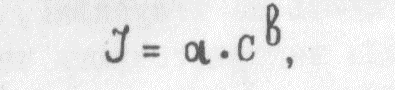 J = a·c^b,